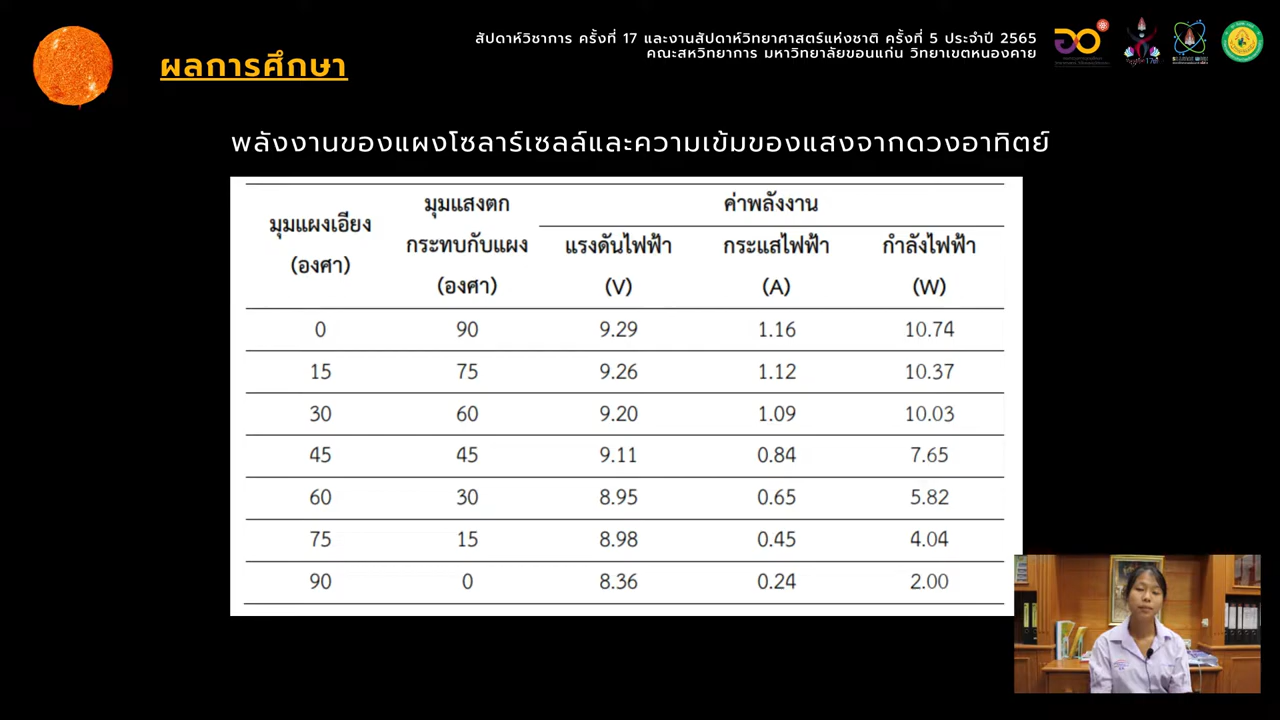 สัปดาห์วิชาการ ครั้งที่ 17 และงานสัปดาห์วิทยาศาสตร์แห่งชาติ ครั้งที่ 5 ประจำปี 2565
คณะสหวิทยาการ มหาวิทยาลัยขอนแก่น วิทยาเขตหนองคาย
ผลการศึกษา
พลังงานของแผงโซลาร์เซลล์และความเข้มของแสงจากดวงอาทิตย์
มุมแผงเอียง (องศา) มุมแสงตกกระทบกับแผง (องศา) ค่าพลังงาน
แรงดันไฟฟ้า (V) กระแสไฟฟ้า (A) กำลังไฟฟ้า (W)
0 90 9.29 1.16 10.74
15 75 9.26 1.12 10.37
30 60 9.20 1.09 10.03
45 45 9.11 0.84 7.65
60 30 8.95 0.65 5.82
75 15 8.98 0.45 4.04
90 0 8.36 0.24 2.00